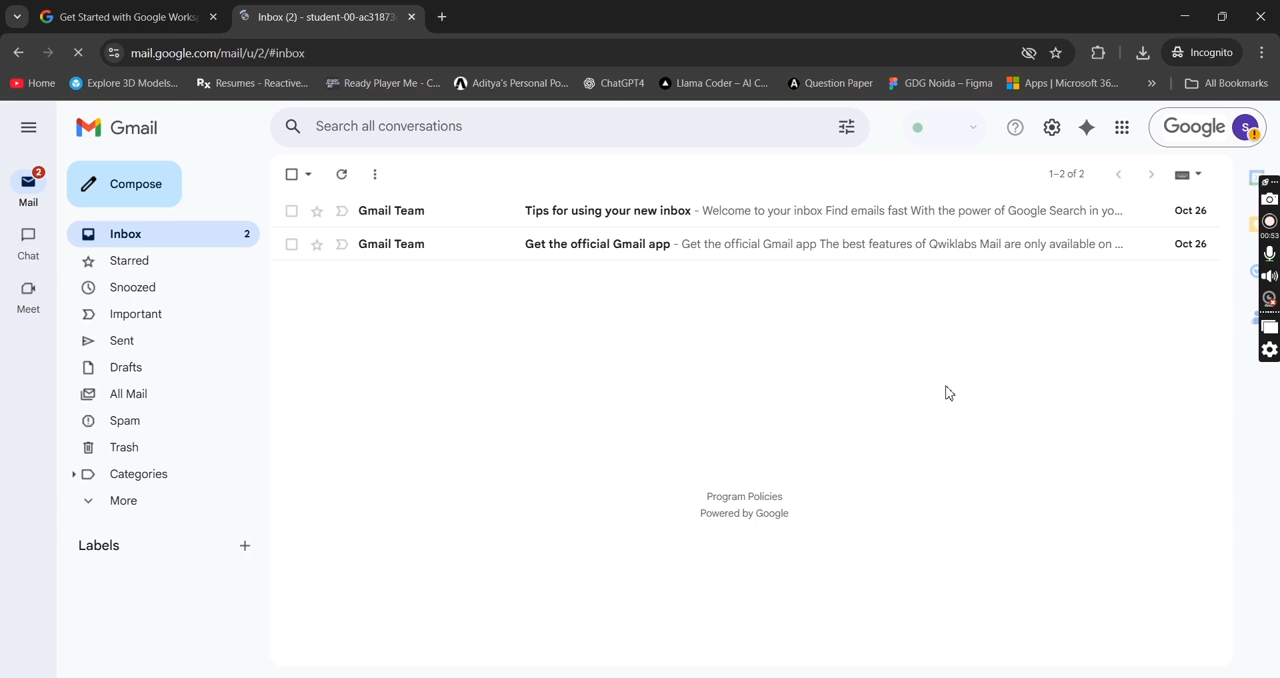 Get Started with Google Works
Inbox (2) - student-00-ac3187
mail.google.com/mail/u/2/#inbox
Incognito
Home
Explore 3D Models...
Rx Resumes - Reactive...
Ready Player Me - C...
Aditya's Personal Po...
ChatGPT4
Llama Coder – AI C...
Question Paper
GDG Noida – Figma
Apps | Microsoft 36...
All Bookmarks
Gmail
Search all conversations
Google
S
2
Mail
Chat
Meet
Compose
Inbox 2
Starred
Snoozed
Important
Sent
Drafts
All Mail
Spam
Trash
Categories
More
Labels
1–2 of 2
Gmail Team Tips for using your new inbox - Welcome to your inbox Find emails fast With the power of Google Search in yo... Oct 26
Gmail Team Get the official Gmail app - Get the official Gmail app The best features of Qwiklabs Mail are only available on ... Oct 26
Program Policies
Powered by Google
00:53